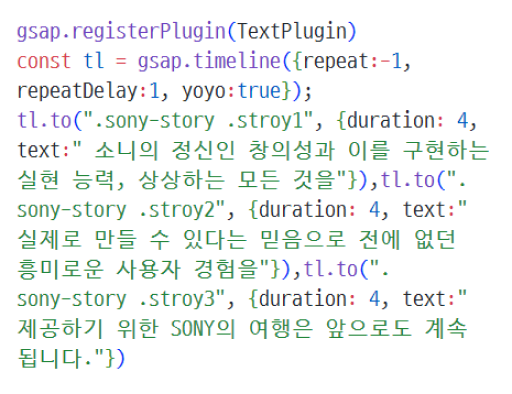 gsap.registerPlugin(TextPlugin)
const tl = gsap.timeline({repeat:-1,
repeatDelay:1, yoyo:true});
tl.to(".sony-story .stroy1", {duration: 4,
text:" 소니의 정신인 창의성과 이를 구현하는
실현 능력, 상상하는 모든 것을"}),tl.to(".
sony-story .stroy2", {duration: 4, text:"
실제로 만들 수 있다는 믿음으로 전에 없던
흥미로운 사용자 경험을"}),tl.to(".
sony-story .stroy3", {duration: 4, text:"
제공하기 위한 SONY의 여행은 앞으로도 계속
됩니다."})